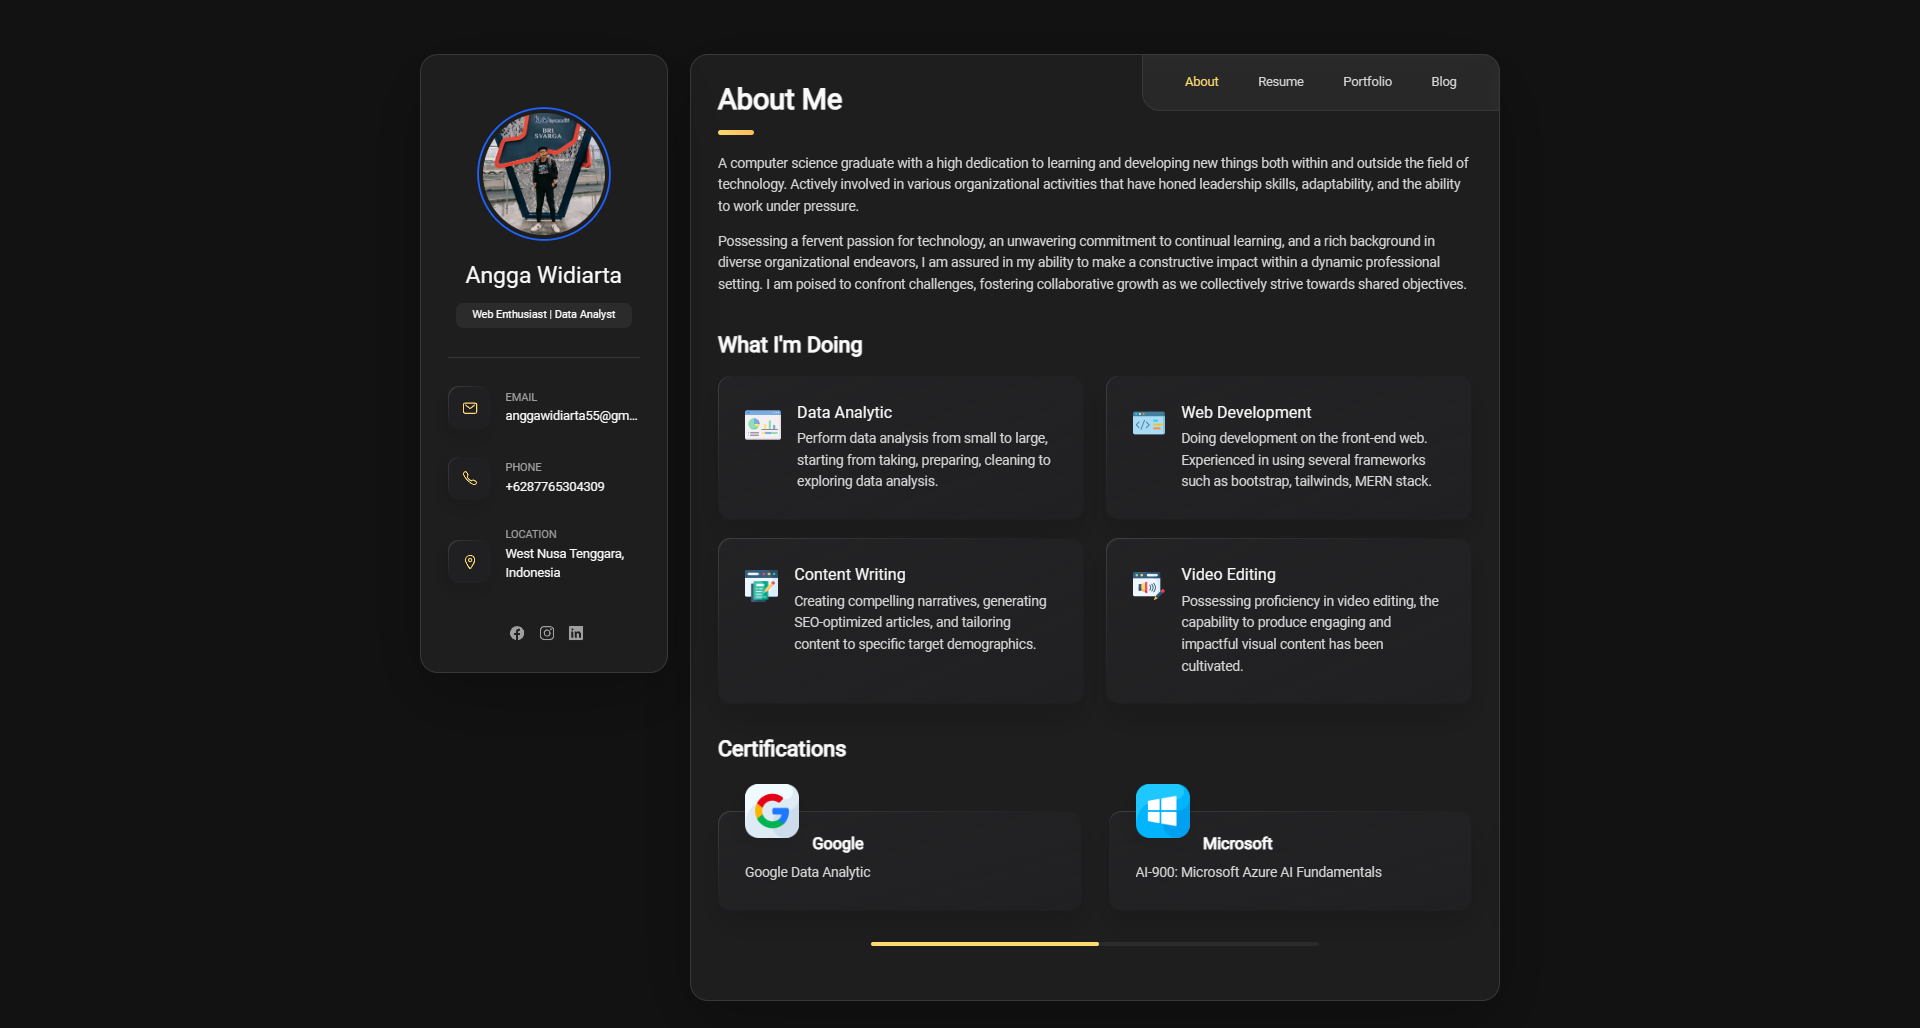 BRI
SVARGA
Angga Widiarta
Web Enthusiast | Data Analyst
EMAIL
anggawidiarta55@gm...
PHONE
+6287765304309
LOCATION
West Nusa Tenggara,
Indonesia
About Resume Portfolio Blog
About Me
A computer science graduate with a high dedication to learning and developing new things both within and outside the field of
technology. Actively involved in various organizational activities that have honed leadership skills, adaptability, and the ability
to work under pressure.
Possessing a fervent passion for technology, an unwavering commitment to continual learning, and a rich background in
diverse organizational endeavors, I am assured in my ability to make a constructive impact within a dynamic professional
setting. I am poised to confront challenges, fostering collaborative growth as we collectively strive towards shared objectives.
What I'm Doing
Data Analytic
Perform data analysis from small to large,
starting from taking, preparing, cleaning to
exploring data analysis.
Web Development
Doing development on the front-end web.
Experienced in using several frameworks
such as bootstrap, tailwinds, MERN stack.
Content Writing
Creating compelling narratives, generating
SEO-optimized articles, and tailoring
content to specific target demographics.
Video Editing
Possessing proficiency in video editing, the
capability to produce engaging and
impactful visual content has been
cultivated.
Certifications
Google
Google Data Analytic
Microsoft
AI-900: Microsoft Azure AI Fundamentals